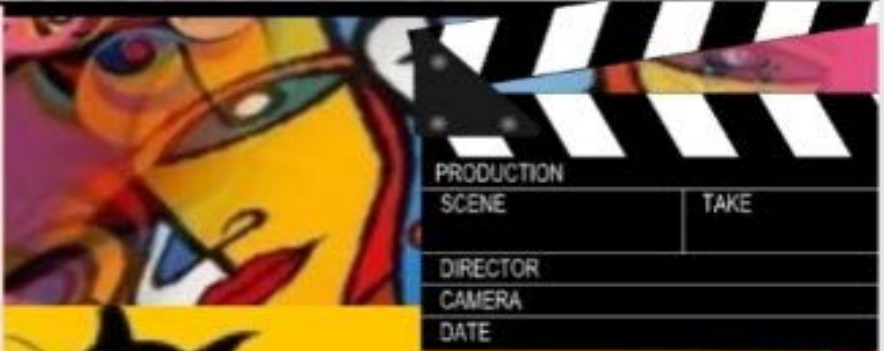 PRODUCTION
SCENE TAKE
DIRECTOR
CAMERA
DATE